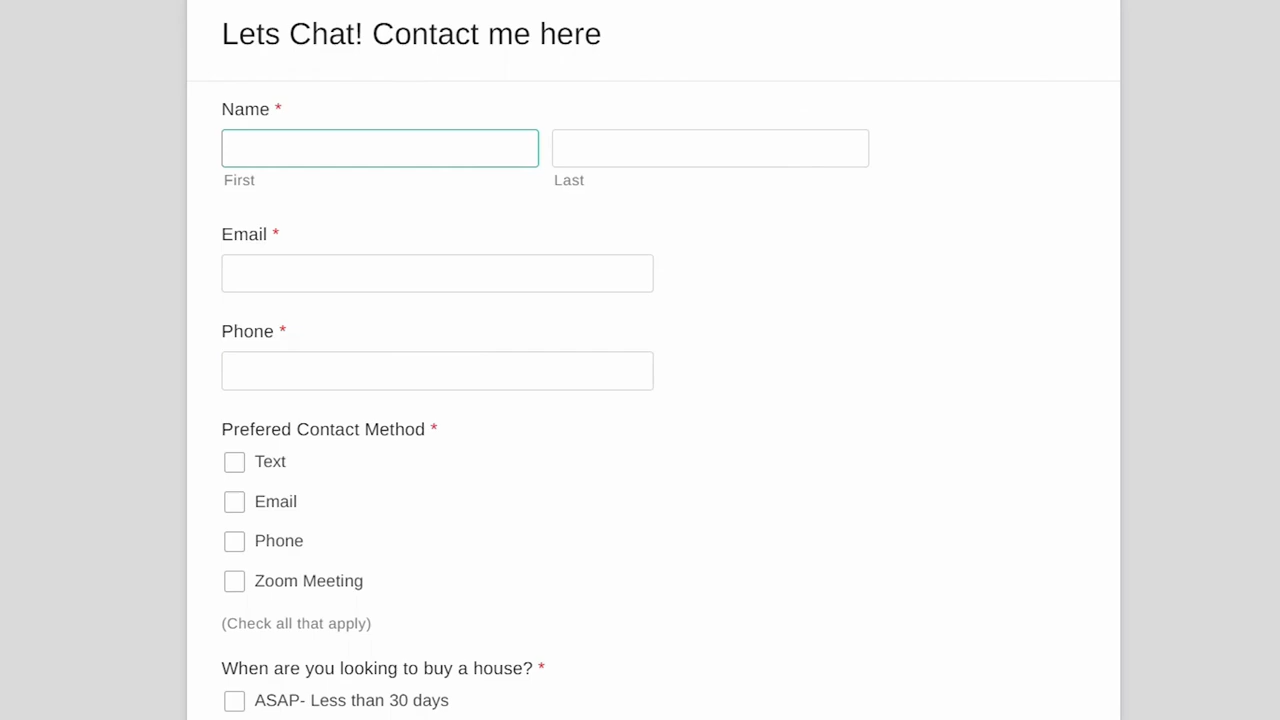 Lets Chat! Contact me here
Name *
First Last
Email *
Phone *
Prefered Contact Method *
Text
Email
Phone
Zoom Meeting
(Check all that apply)
When are you looking to buy a house? *
ASAP- Less than 30 days